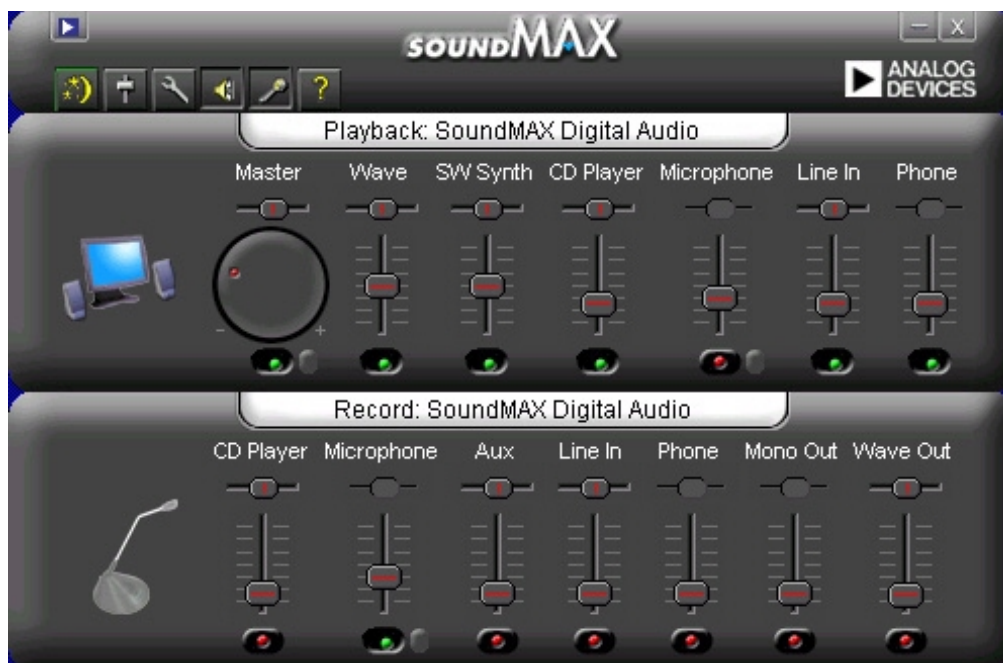 SOUNDMAX
— X
?
ANALOG
DEVICES
Playback: SoundMAX Digital Audio
Master Wave SW Synth CD Player Microphone Line In Phone
- +
Record: SoundMAX Digital Audio
CD Player Microphone Aux Line In Phone Mono Out Wave Out